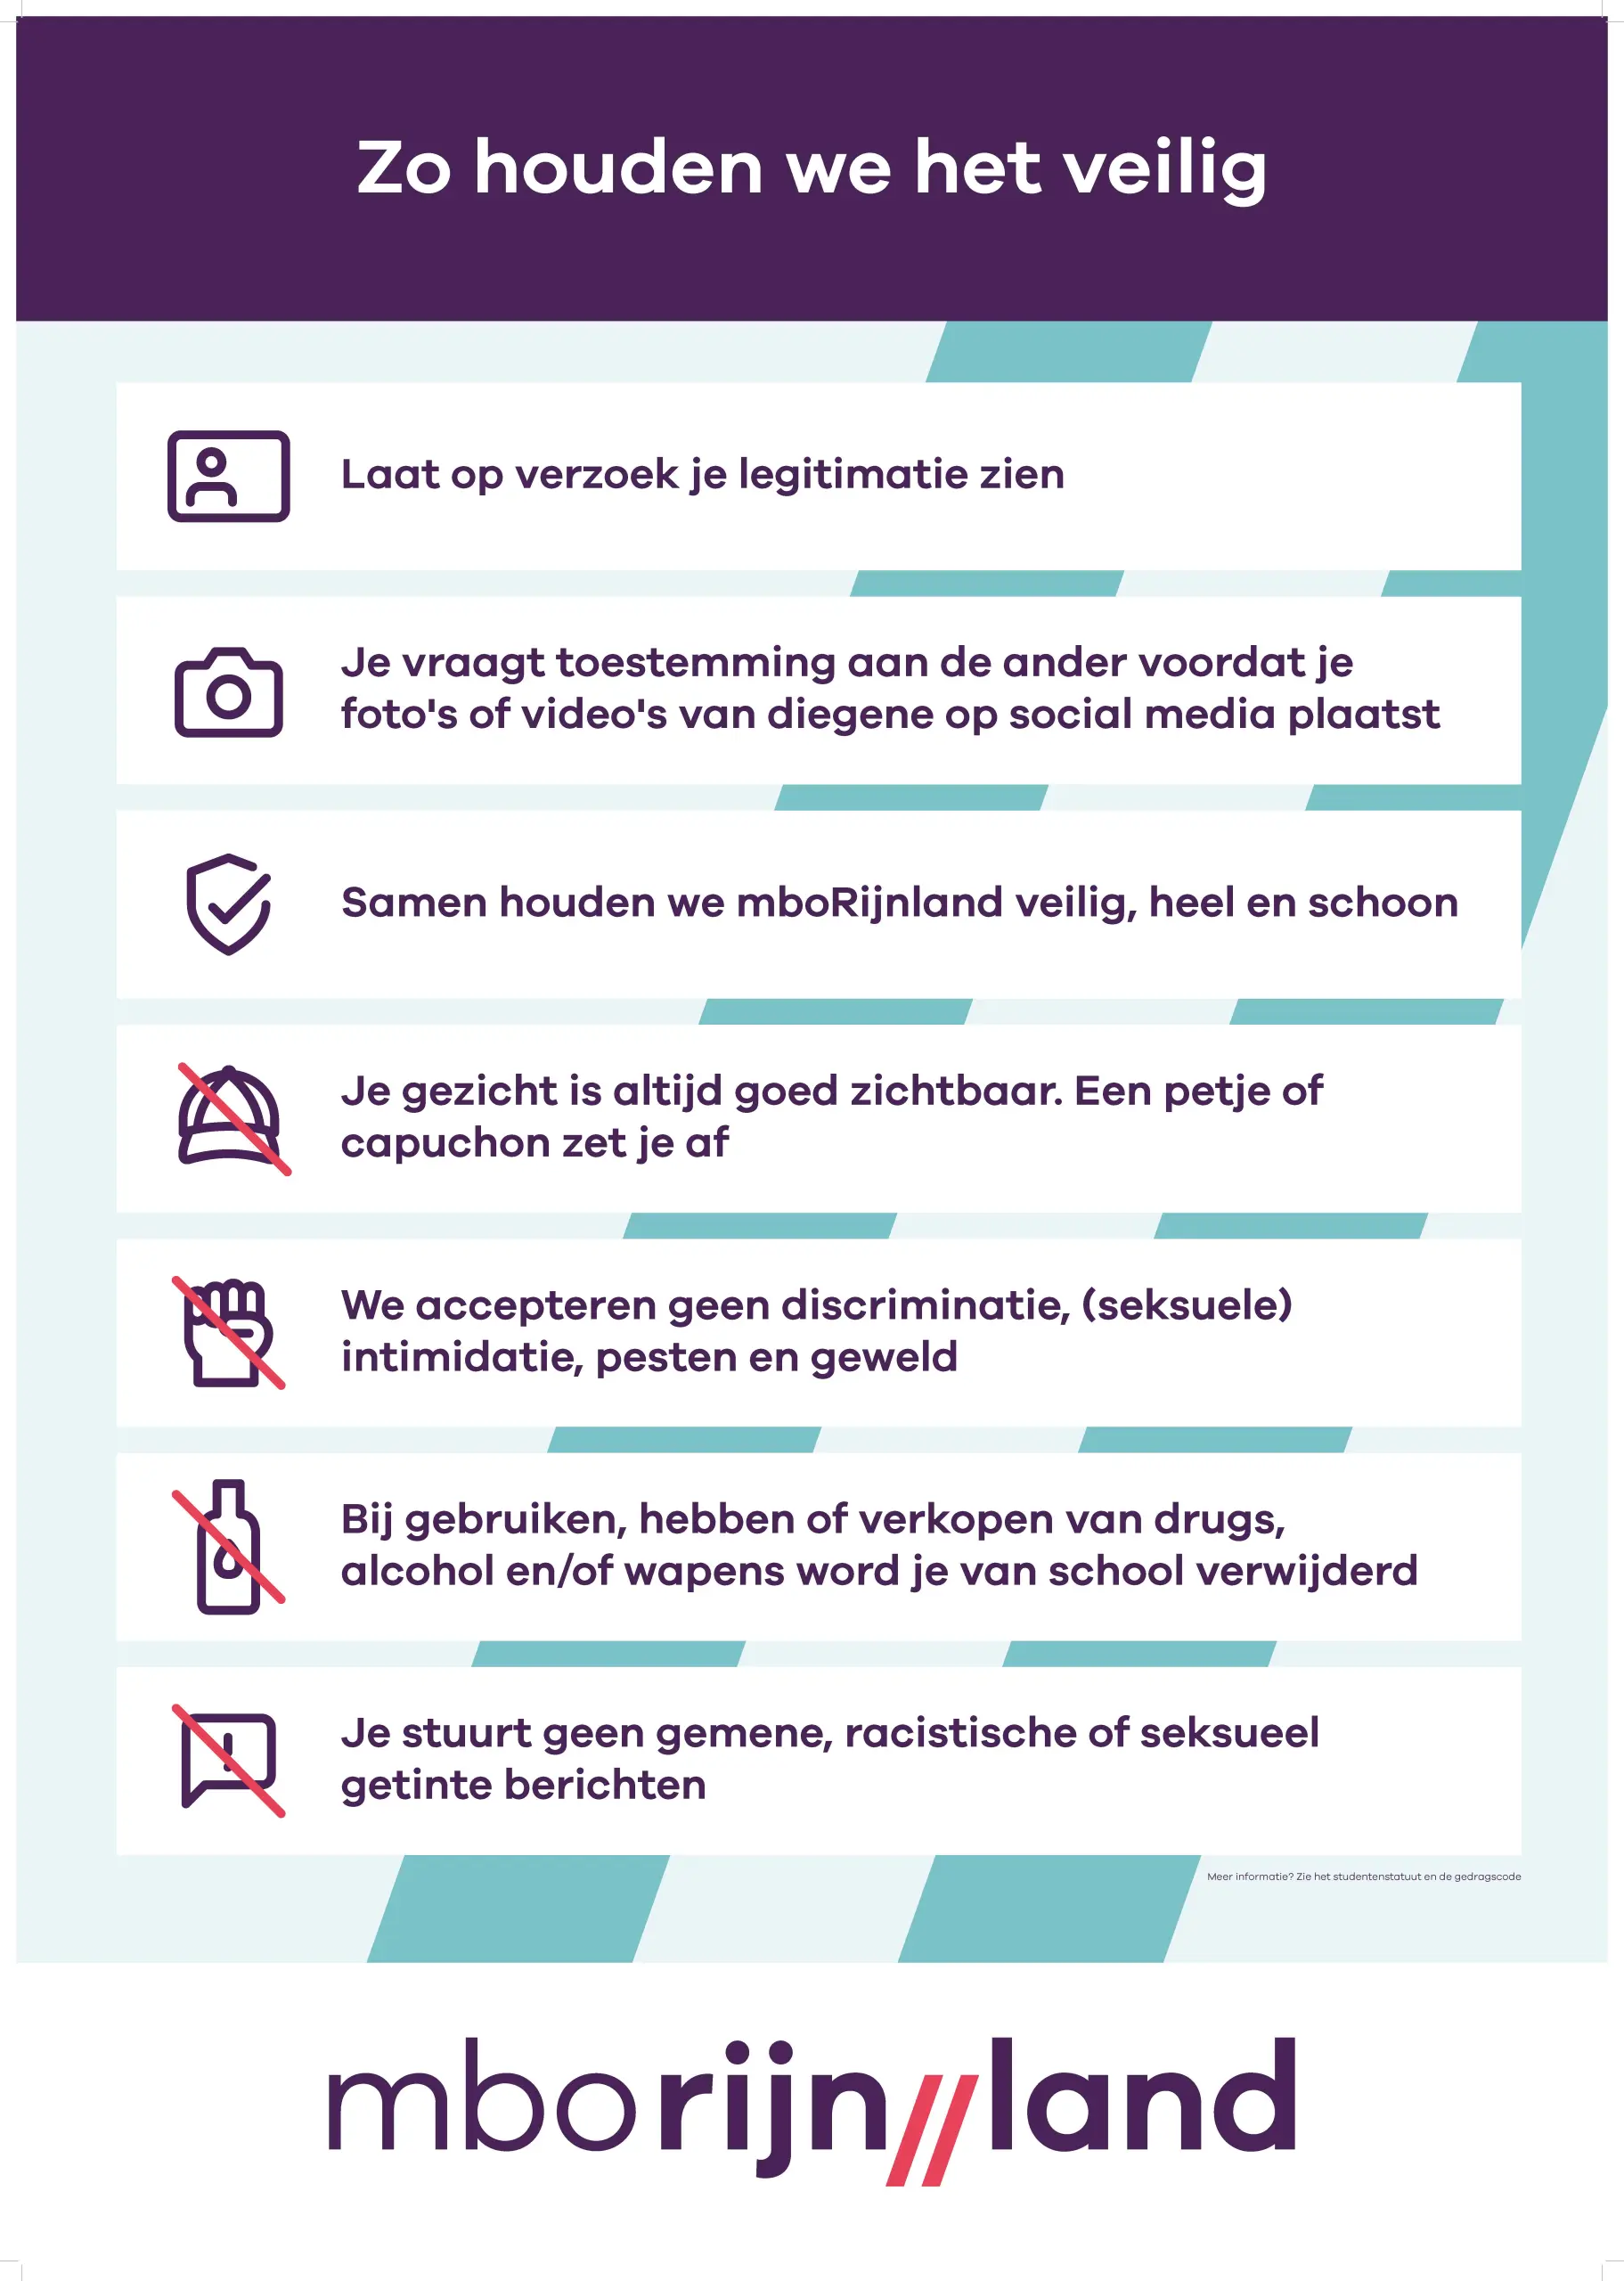 Zo houden we het veilig
Laat op verzoek je legitimatie zien
Je vraagt toestemming aan de ander voordat je
foto's of video's van diegene op social media plaatst
Samen houden we mboRijnland veilig, heel en schoon
Je gezicht is altijd goed zichtbaar. Een petje of
capuchon zet je af
We accepteren geen discriminatie, (seksuele)
intimidatie, pesten en geweld
Bij gebruiken, hebben of verkopen van drugs,
alcohol en/of wapens word je van school verwijderd
Je stuurt geen gemene, racistische of seksueel
getinte berichten
Meer informatie? Zie het studentenstatuut en de gedragscode
mborijn//land